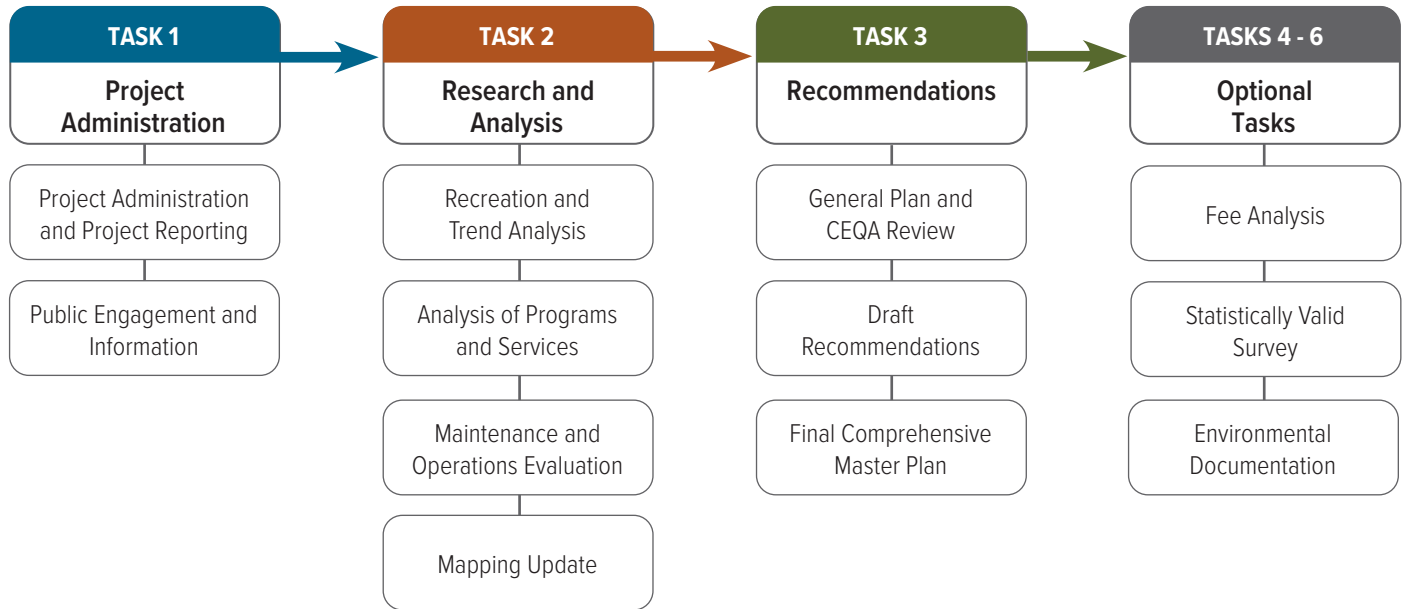 TASK 1
Project
Administration
Project Administration
and Project Reporting
Public Engagement and
Information
TASK 2
Research and
Analysis
Recreation and
Trend Analysis
Analysis of Programs
and Services
Maintenance and
Operations Evaluation
Mapping Update
TASK 3
Recommendations
General Plan and
CEQA Review
Draft
Recommendations
Final Comprehensive
Master Plan
TASKS 4 - 6
Optional
Tasks
Fee Analysis
Statistically Valid
Survey
Environmental
Documentation